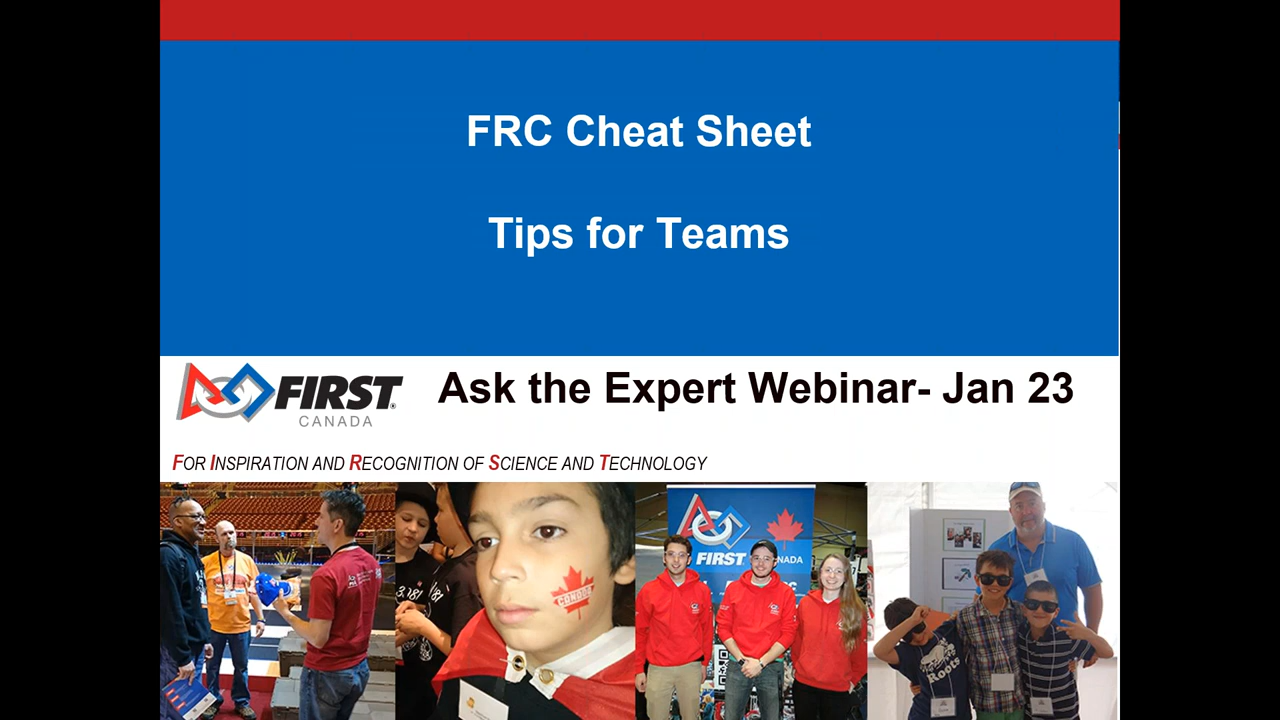 FRC Cheat Sheet
Tips for Teams
FIRST®
CANADA
Ask the Expert Webinar- Jan 23
FOR INSPIRATION AND RECOGNITION OF SCIENCE AND TECHNOLOGY
CANADA
FIRST
Roots